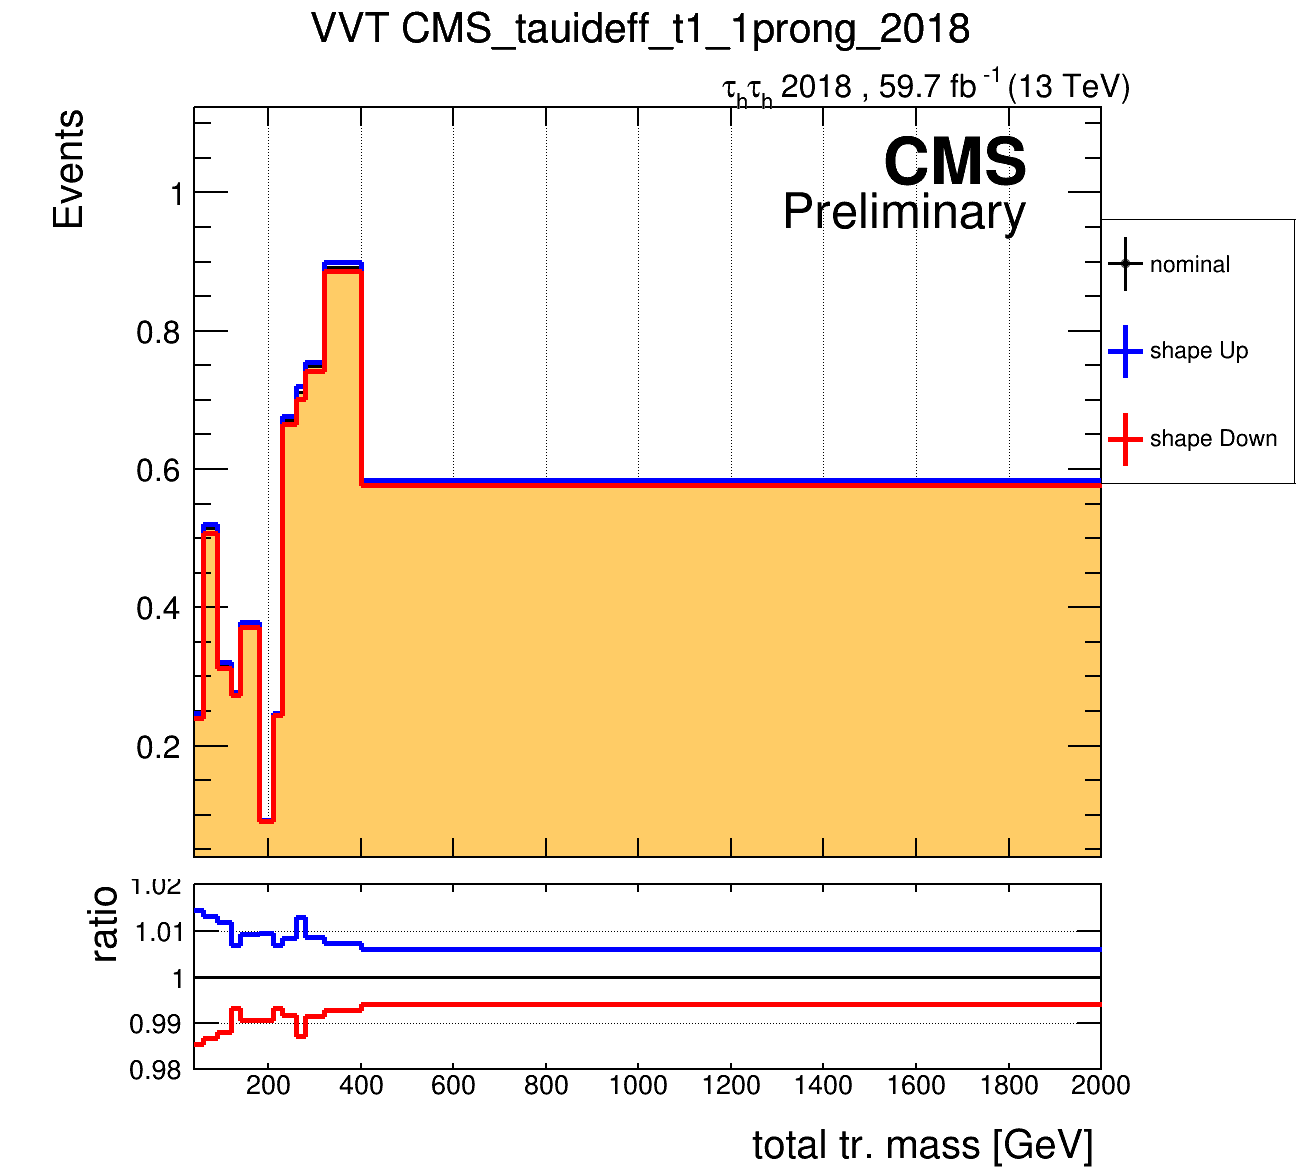 VVT CMS_tauideff_t1_1prong_2018
τhτh 2018 , 59.7 fb-1 (13 TeV)
Events
CMS
Preliminary
1
0.8
0.6
0.4
0.2
nominal
shape Up
shape Down
ratio
1.02
1.01
1
0.99
0.98
200 400 600 800 1000 1200 1400 1600 1800 2000
total tr. mass [GeV]